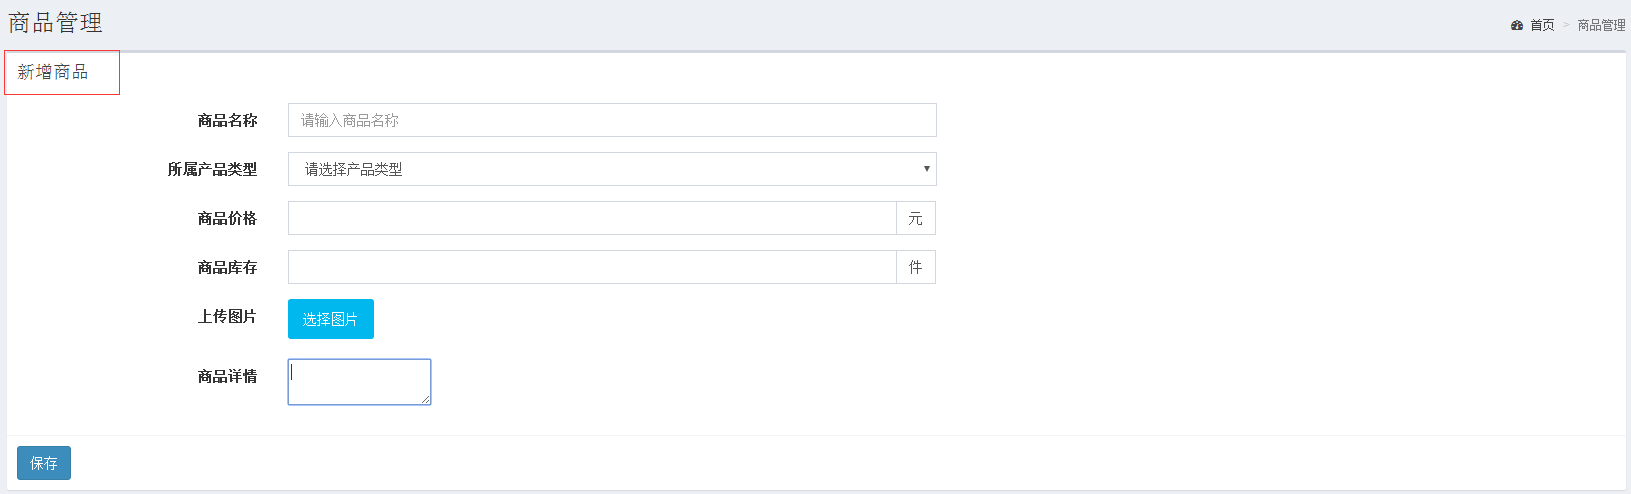 商品管理
首页 > 商品管理
新增商品
商品名称 请输入商品名称
所属产品类型 请选择产品类型
商品价格 元
商品库存 件
上传图片 选择图片
商品详情
保存